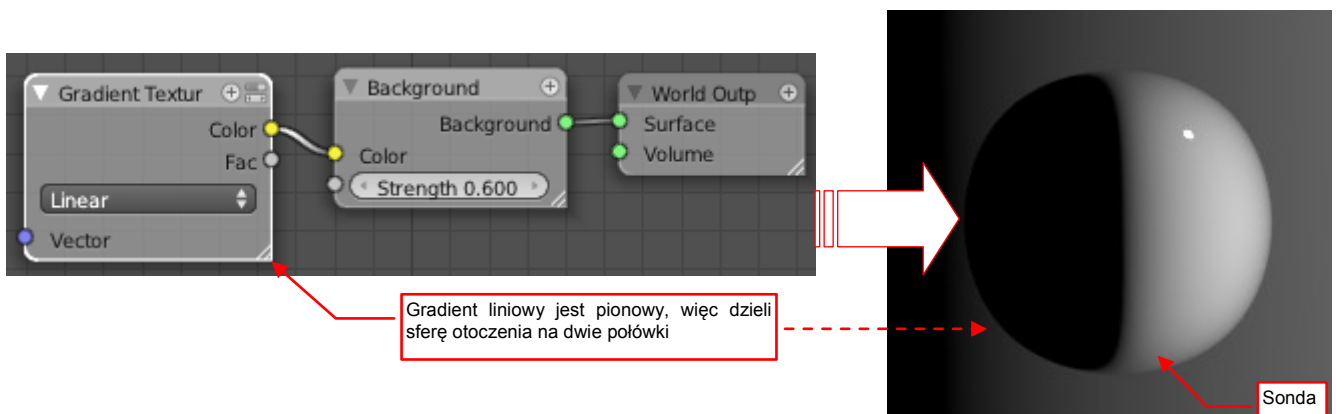 Gradient Textur
Color
Fac
Linear
Vector
Background
Background
Color
Strength 0.600
World Outp
Surface
Volume
Gradient liniowy jest pionowy, więc dzieli
sferę otoczenia na dwie połówki
Sonda